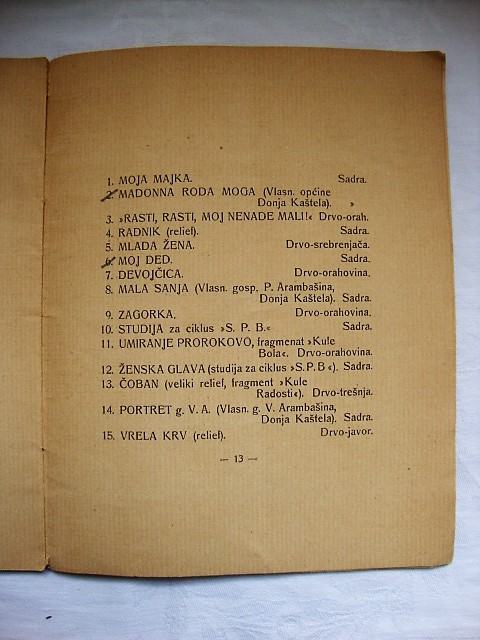 1. MOJA MAJKA. Sadra.
2. MADONNA RODA MOGA (Vlasn. općine
Donja Kaštela). »
3. »RASTI, RASTI, MOJ NENADE MALI!« Drvo-orah.
4. RADNIK (relief). Sadra.
5. MLADA ŽENA. Drvo-srebrenjača.
6. MOJ DED. Sadra.
7. DEVOJČICA. Drvo-orahovina.
8. MALA SANJA (Vlasn. gosp. P. Arambašina,
Donja Kaštela). Sadra.
9. ZAGORKA. Drvo-orahovina.
10. STUDIJA za ciklus »S. P. B.« Sadra.
11. UMIRANJE PROROKOVO, fragmenat »Kule
Bola«. Drvo-orahovina.
12. ŽENSKA GLAVA (studija za ciklus »S.P.B«). Sadra.
13. ČOBAN (veliki relief, fragment »Kule
Radosti«). Drvo-trešnja.
14. PORTRET g. V. A. (Vlasn. g. V. Arambašina,
Donja Kaštela). Sadra.
15. VRELA KRV (relief). Drvo-javor.
— 13 —